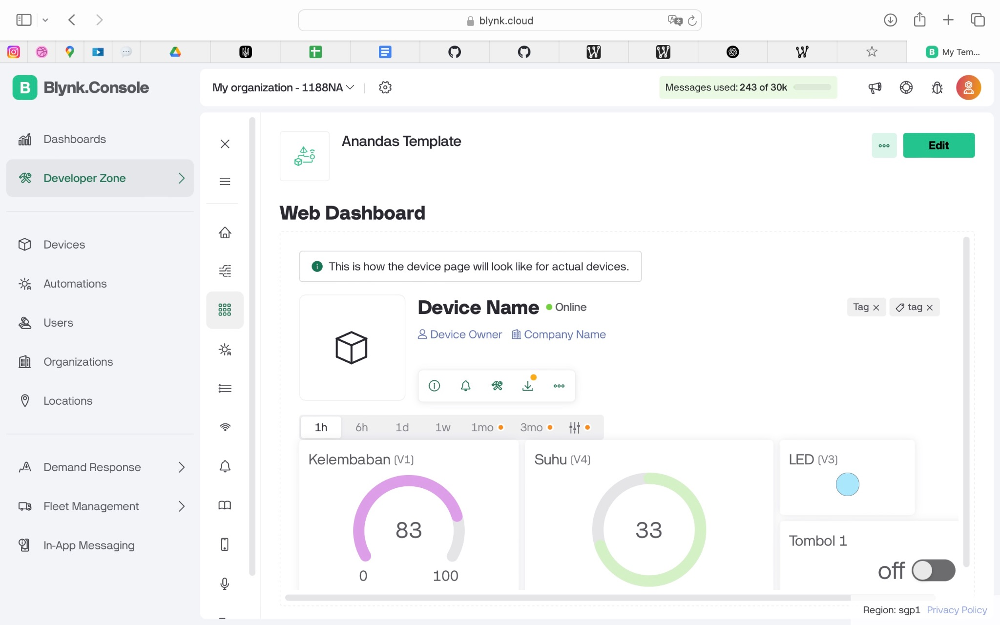 blynk.cloud
My Tem...
B Blynk.Console
My organization - 1188NA
Messages used: 243 of 30k
Dashboards
Developer Zone
Devices
Automations
Users
Organizations
Locations
Demand Response
Fleet Management
In-App Messaging
Anandas Template
Edit
Web Dashboard
This is how the device page will look like for actual devices.
Device Name Online
Tag tag
Device Owner Company Name
1h 6h 1d 1w 1mo 3mo
Kelembaban (V1)
83
0 100
Suhu (V4)
33
LED (V3)
Tombol 1
off
Region: sgp1 Privacy Policy